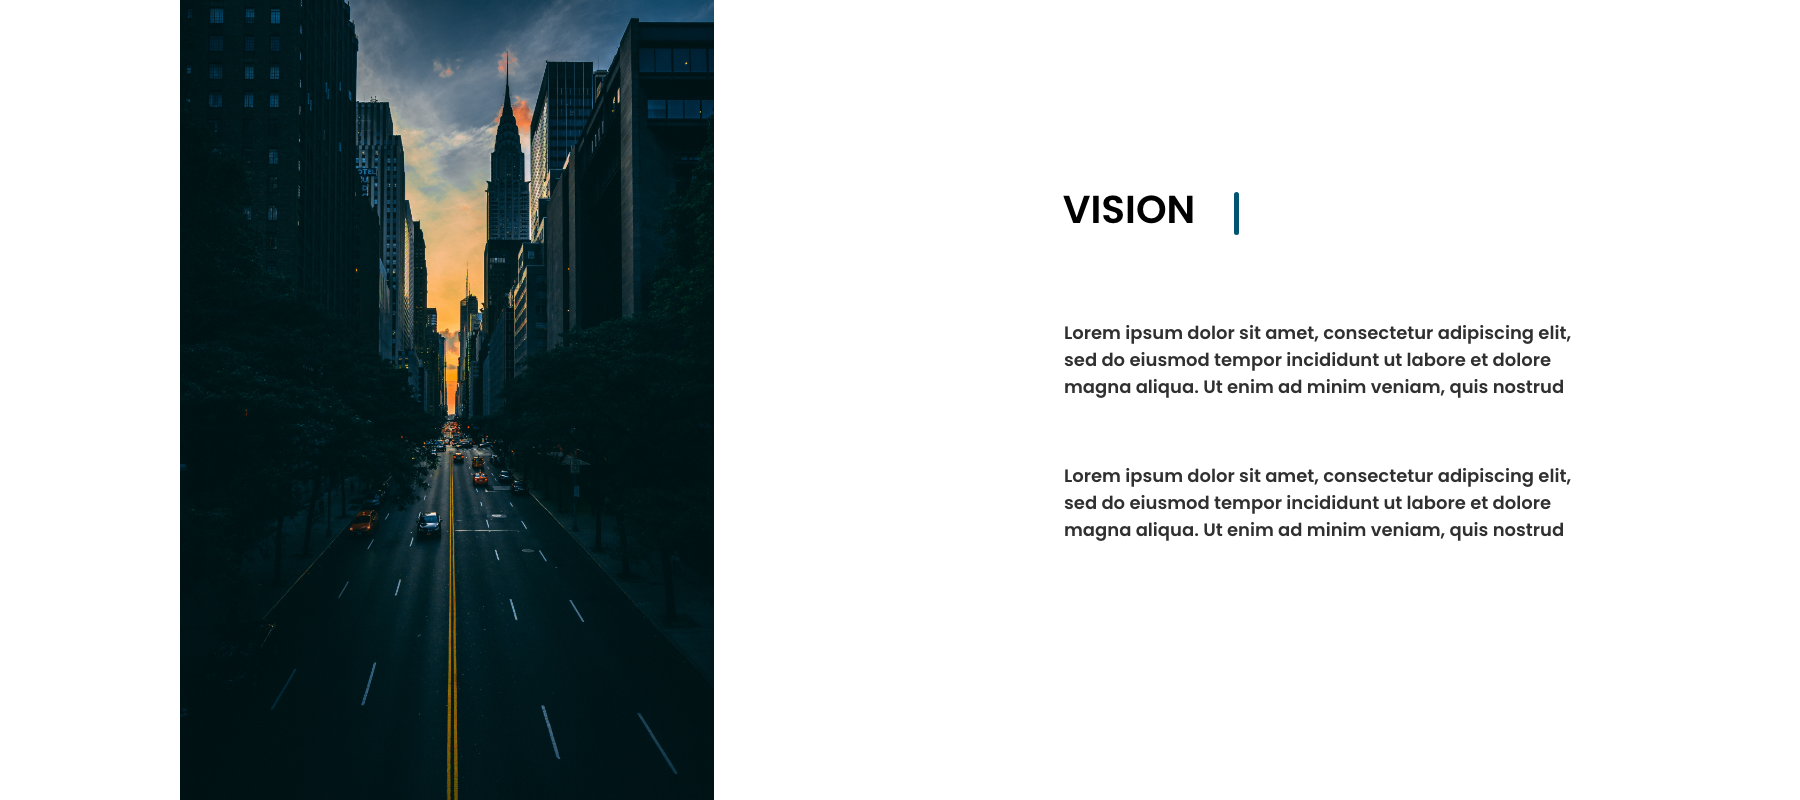 VISION
Lorem ipsum dolor sit amet, consectetur adipiscing elit,
sed do eiusmod tempor incididunt ut labore et dolore
magna aliqua. Ut enim ad minim veniam, quis nostrud
Lorem ipsum dolor sit amet, consectetur adipiscing elit,
sed do eiusmod tempor incididunt ut labore et dolore
magna aliqua. Ut enim ad minim veniam, quis nostrud